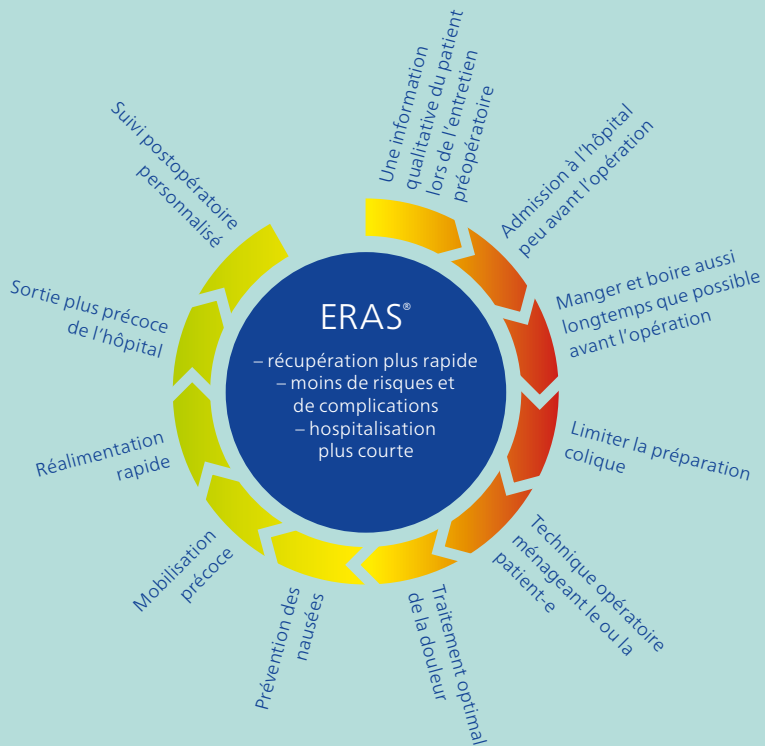 ERAS®
– récupération plus rapide
– moins de risques et
de complications
– hospitalisation
plus courte
Une information
qualitative du patient
lors de l'entretien
préopératoire
Admission à l'hôpital
peu avant l'opération
Manger et boire aussi
longtemps que possible
avant l'opération
Limiter la préparation
colique
Technique opératoire
ménageant le ou la
patient-e
Traitement optimal
de la douleur
Prévention des
nausées
Mobilisation
précoce
Réalimentation
rapide
Sortie plus précoce
de l'hôpital
Suivi postopératoire
personnalisé